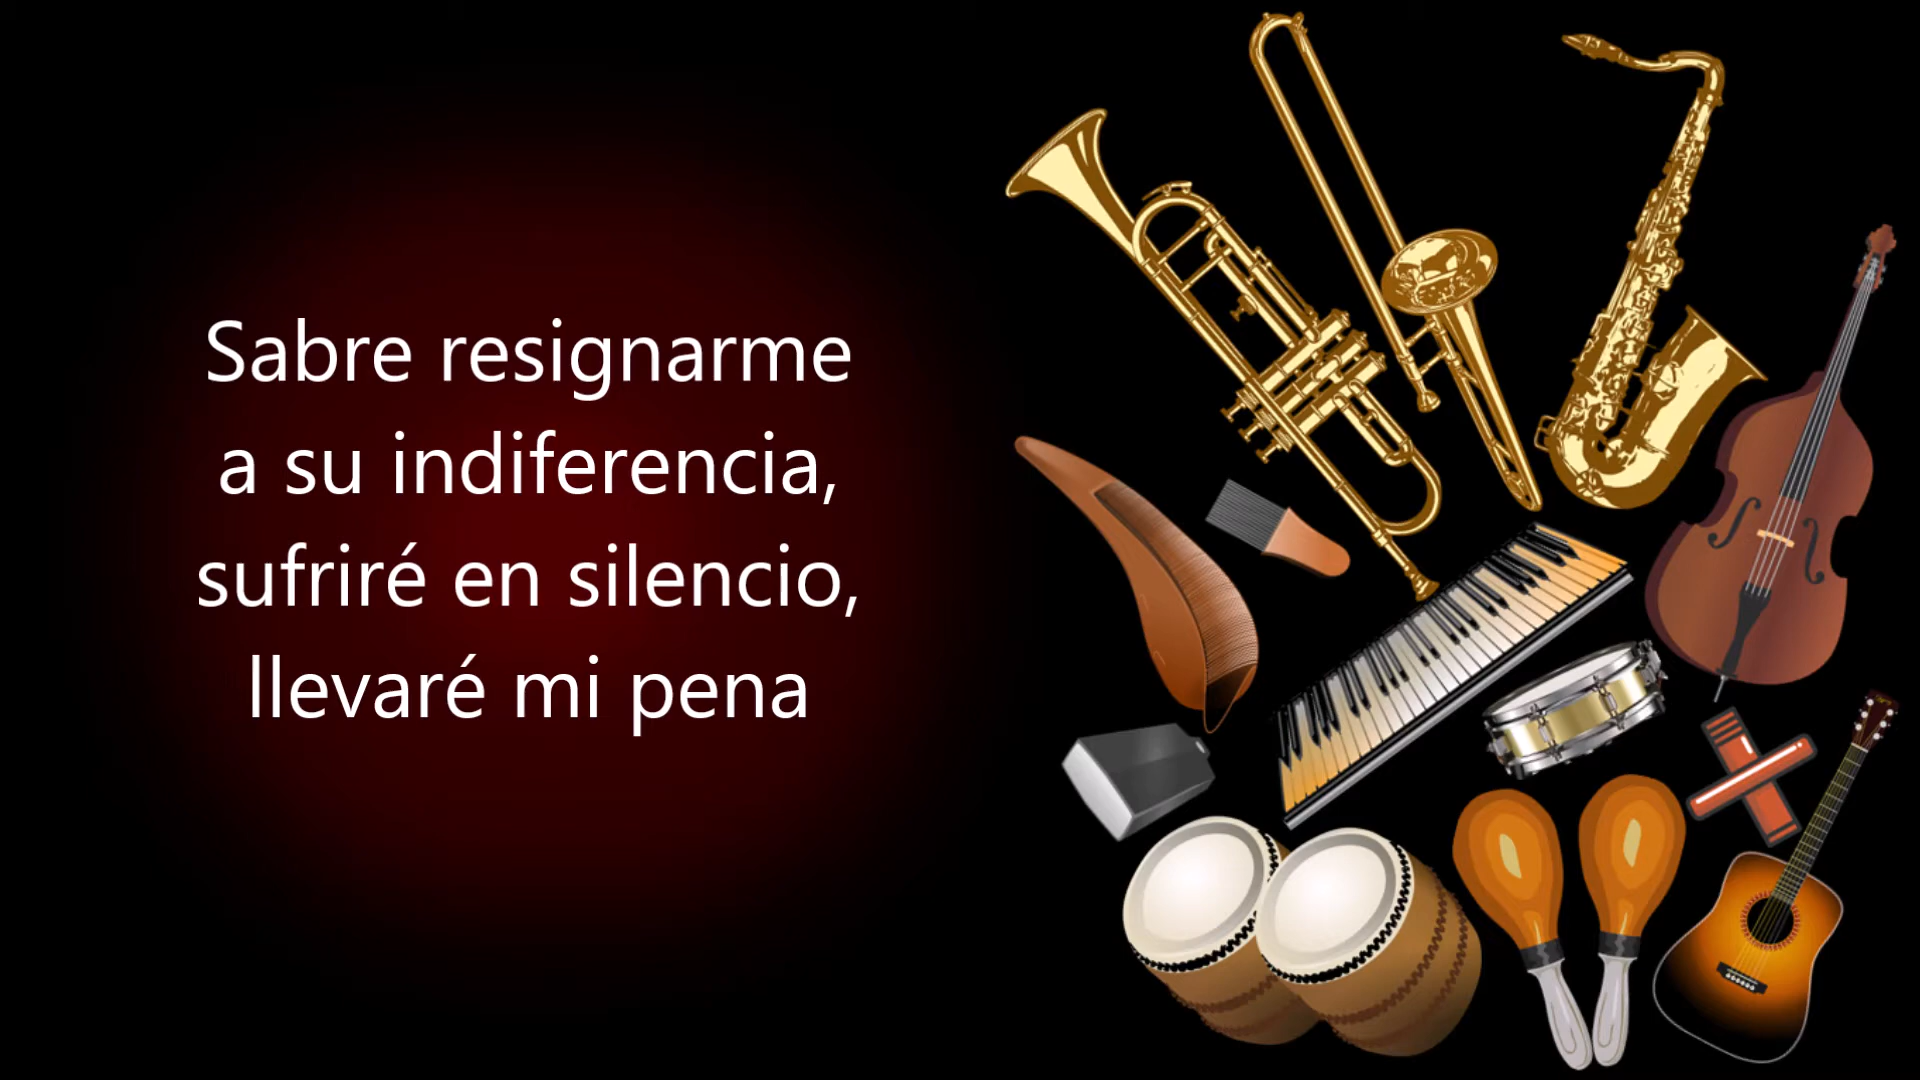 Sabre resignarme
a su indiferencia,
sufriré en silencio,
llevaré mi pena